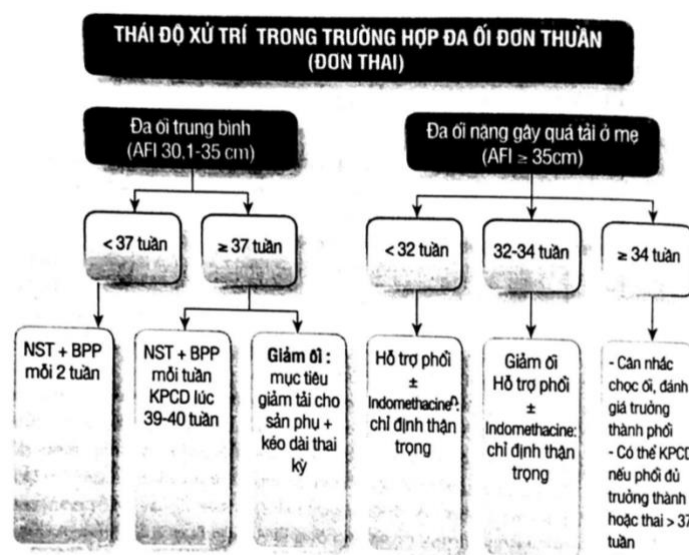 THÁI ĐỘ XỬ TRÍ TRONG TRƯỜNG HỢP ĐA ỐI ĐƠN THUẦN
(ĐƠN THAI)
Đa ối trung bình
(AFI 30,1-35 cm)
Đa ối nặng gây quá tải ở mẹ
(AFI ≥ 35cm)
< 37 tuần
≥ 37 tuần
< 32 tuần
32-34 tuần
≥ 34 tuần
NST + BPP
mỗi 2 tuần
NST + BPP
mỗi tuần
KPCD lúc
39-40 tuần
Giảm ối :
mục tiêu
giảm tải cho
sản phụ +
kéo dài thai
kỳ
Hỗ trợ phổi
±
Indomethacine
chỉ định thận
trọng
Giảm ối
Hỗ trợ phổi
±
Indomethacine:
chỉ định thận
trọng
- Cân nhắc
chọc ối, đánh
giá trưởng
thành phổi
- Có thể KPCD
nếu phổi đủ
trưởng thành
hoặc thai > 37
tuần